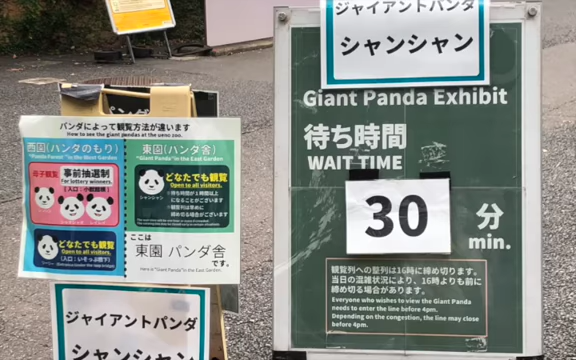 パンダによって観覧方法が違います
How to see the giant pandas at the ueno zoo.
西園(パンダのもり)
"Panda Forest" in the West Garden
母子観覧
事前抽選制
For lottery winners.
どなたでも観覧
Open to all visitors.
東園(パンダ舎)
"Giant Panda" in the East Garden
どなたでも観覧
Open to all visitors.
シャンシャン
ここは
東園 パンダ舎
です。
Here is "Giant Panda" in the East Garden.
ジャイアントパンダ
シャンシャン
ジャイアントパンダ
シャンシャン
Giant Panda Exhibit
待ち時間
WAIT TIME
30
分
min.
観覧列への整列は16時に締め切ります。
当日の混雑状況により、16時よりも前に
締め切る場合があります。
Everyone who wishes to view the Giant Panda
needs to enter the line before 4pm.
Depending on the congestion, the line may close
before 4pm.